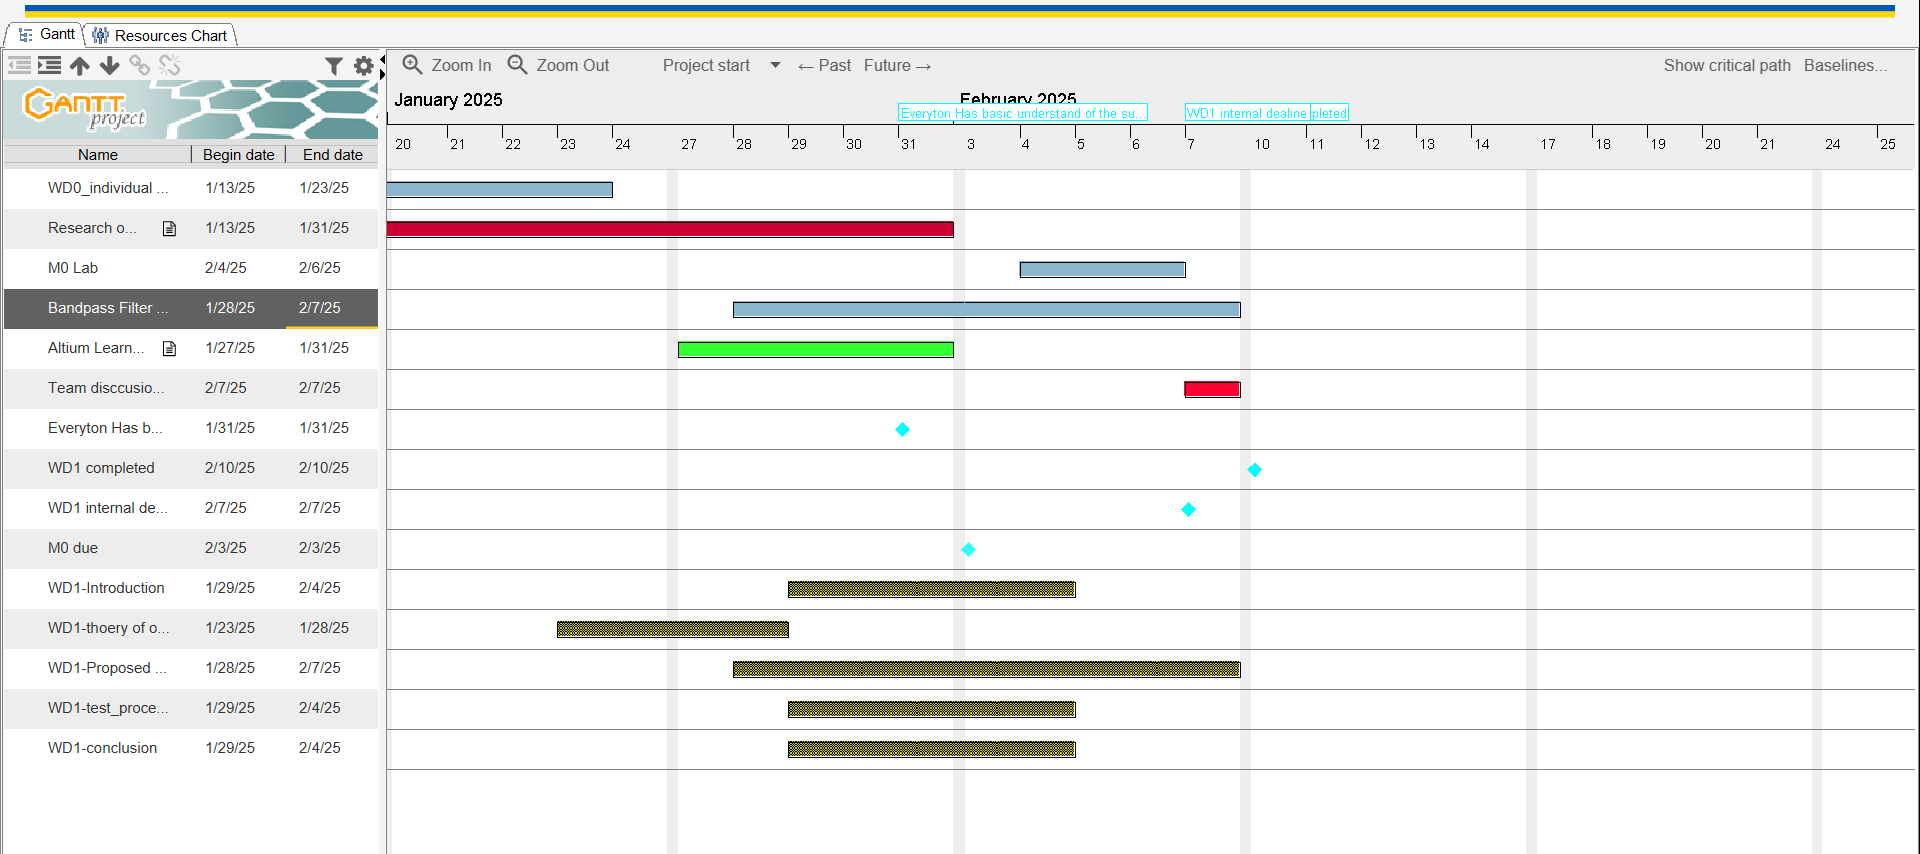 Gantt Resources Chart
Zoom In Zoom Out Project start ← Past Future → Show critical path Baselines...
GANTT project
January 2025 February 2025
Everyton Has basic understand of the su... WD1 internal dealine pleted
20 21 22 23 24 27 28 29 30 31 3 4 5 6 7 10 11 12 13 14 17 18 19 20 21 24 25
Name Begin date End date
WD0_individual ... 1/13/25 1/23/25
Research o... 1/13/25 1/31/25
M0 Lab 2/4/25 2/6/25
Bandpass Filter ... 1/28/25 2/7/25
Altium Learn... 1/27/25 1/31/25
Team disccusio... 2/7/25 2/7/25
Everyton Has b... 1/31/25 1/31/25
WD1 completed 2/10/25 2/10/25
WD1 internal de... 2/7/25 2/7/25
M0 due 2/3/25 2/3/25
WD1-Introduction 1/29/25 2/4/25
WD1-thoery of o... 1/23/25 1/28/25
WD1-Proposed ... 1/28/25 2/7/25
WD1-test_proce... 1/29/25 2/4/25
WD1-conclusion 1/29/25 2/4/25